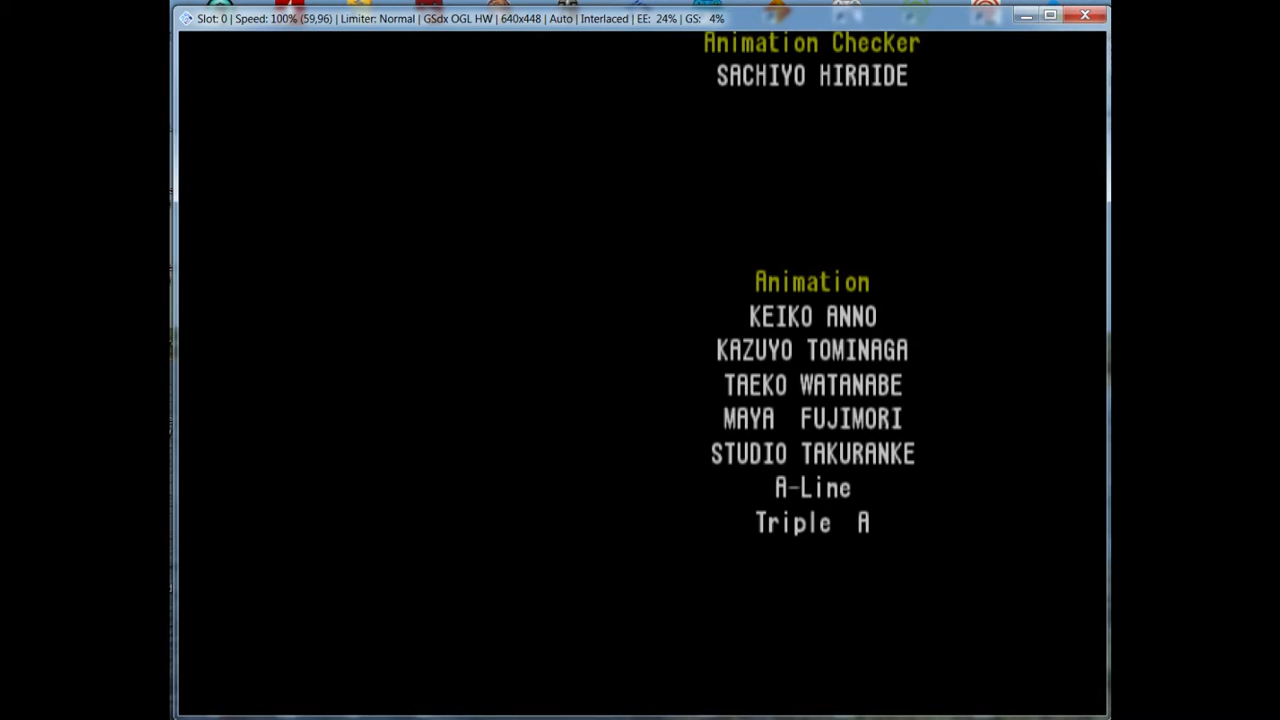 Slot: 0 | Speed: 100% (59,96) | Limiter: Normal | GSdx OGL HW | 640x448 | Auto | Interlaced | EE: 24% | GS: 4%
Animation Checker
SACHIYO HIRAIDE
Animation
KEIKO ANNO
KAZUYO TOMINAGA
TAEKO WATANABE
MAYA FUJIMORI
STUDIO TAKURANKE
A-Line
Triple A